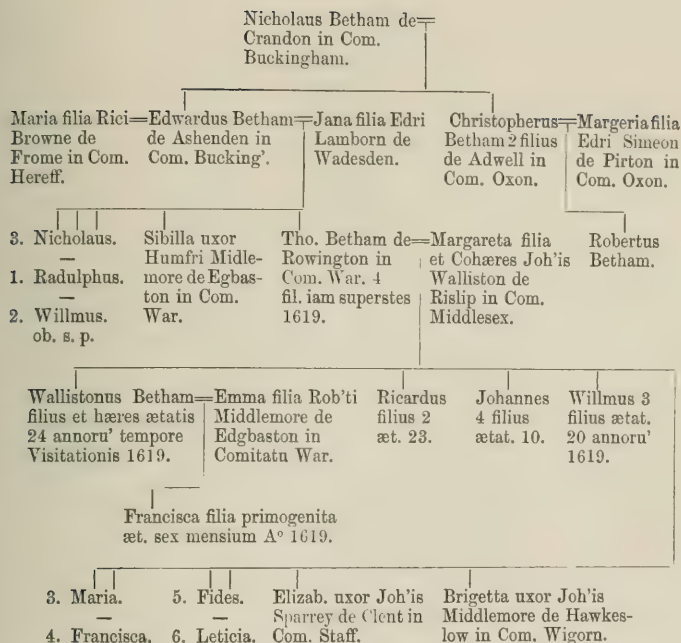 Nicholaus Betham de
Crandon in Com.
Buckingham.
Maria filia Rici
Browne de
Frome in Com.
Hereff.
Edwardus Betham
de Ashenden in
Com. Bucking'.
Jana filia Edri
Lamborn de
Wadesden.
Christopherus
Betham 2 filius
de Adwell in
Com. Oxon.
Margeria filia
Edri Simeon
de Pirton in
Com. Oxon.
3. Nicholaus.
—
1. Radulphus.
—
2. Willmus.
ob. s. p.
Sibilla uxor
Humfri Midle-
more de Egbas-
ton in Com.
War.
Tho. Betham de
Rowington in
Com. War. 4
fil. iam superstes
1619.
Margareta filia
et Cohæres Joh'is
Walliston de
Rislip in Com.
Middlesex.
Robertus
Betham.
Wallistonus Betham
filius et hæres ætatis
24 annoru' tempore
Visitationis 1619.
Emma filia Rob'ti
Middlemore de
Edgbaston in
Comitatu War.
Ricardus
filius 2
æt. 23.
Johannes
4 filius
ætat. 10.
Willmus 3
filius ætat.
20 annoru'
1619.
Francisca filia primogenita
æt. sex mensium Aº 1619.
3. Maria.
—
4. Francisca.
5. Fides.
—
6. Leticia.
Elizab. uxor Joh'is
Sparrey de Clent in
Com. Staff.
Brigetta uxor Joh'is
Middlemore de Hawkes-
low in Com. Wigorn.